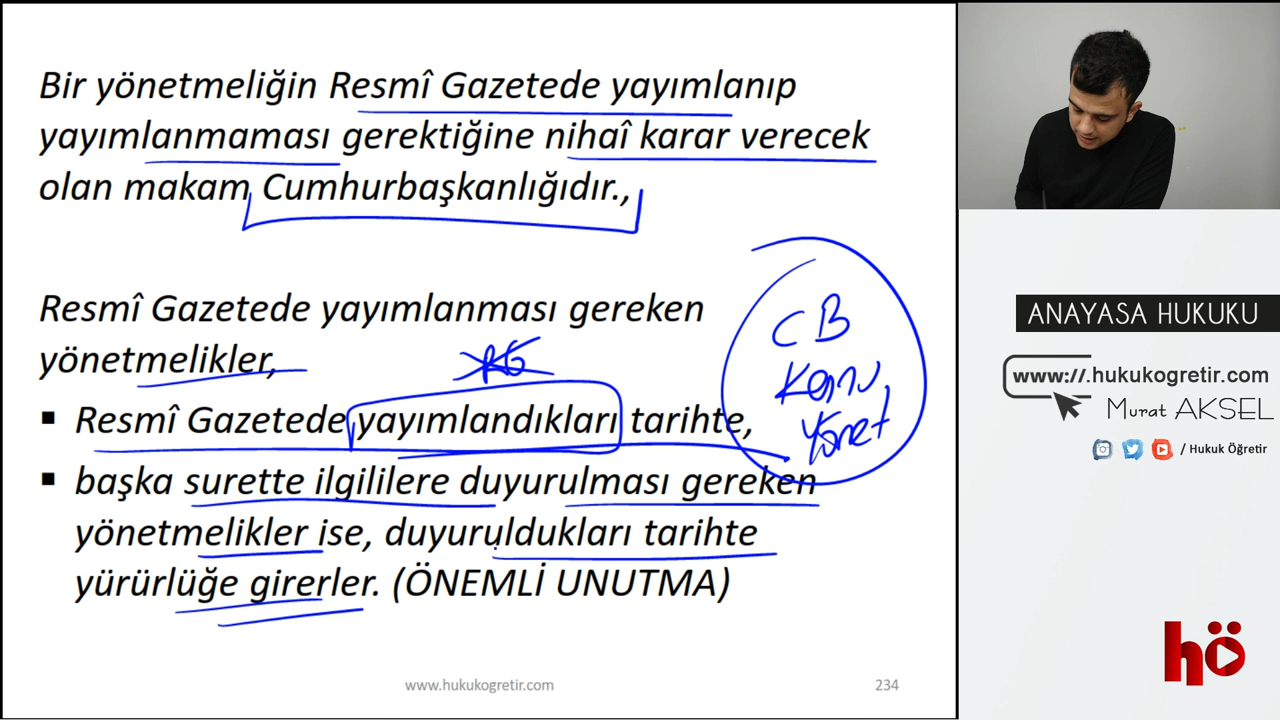 Bir yönetmeliğin Resmî Gazetede yayımlanıp
yayımlanmaması gerektiğine nihaî karar verecek
olan makam Cumhurbaşkanlığıdır.,
Resmî Gazetede yayımlanması gereken
yönetmelikler,
RG
▪ Resmî Gazetede yayımlandıkları tarihte,
▪ başka surette ilgililere duyurulması gereken
yönetmelikler ise, duyuruldukları tarihte
yürürlüğe girerler. (ÖNEMLİ UNUTMA)
CB
Kamu
Yönet
www.hukukogretir.com
234
ANAYASA HUKUKU
www://.hukukogretir.com
Murat AKSEL
/ Hukuk Öğretir
hö